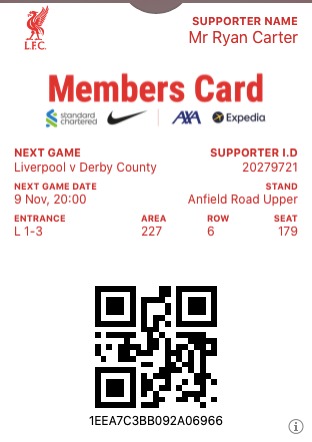 L.F.C.
SUPPORTER NAME
Mr Ryan Carter
Members Card
standard chartered AXA Expedia
NEXT GAME SUPPORTER I.D
Liverpool v Derby County 20279721
NEXT GAME DATE STAND
9 Nov, 20:00 Anfield Road Upper
ENTRANCE AREA ROW SEAT
L 1-3 227 6 179
1EEA7C3BB092A06966
i